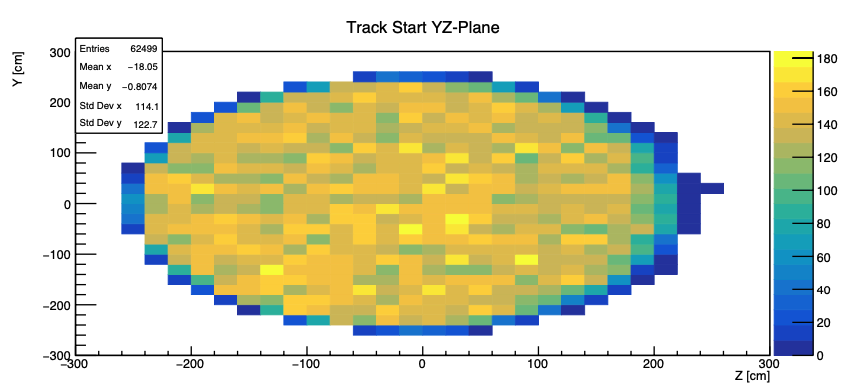 Track Start YZ-Plane
Y [cm]
Entries 62499
Mean x −18.05
Mean y −0.8074
Std Dev x 114.1
Std Dev y 122.7
300
200
100
0
−100
−200
−300
−300 −200 −100 0 100 200 300
Z [cm]
180
160
140
120
100
80
60
40
20
0